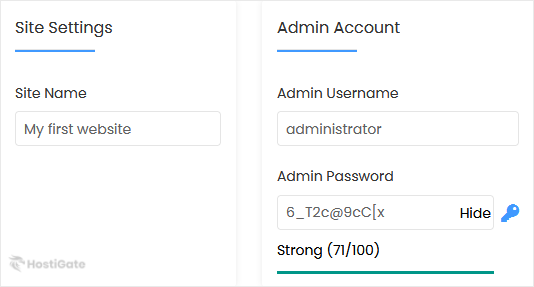 Site Settings
Site Name
My first website
HostiGate
Admin Account
Admin Username
administrator
Admin Password
6_T2c@9cC[x Hide
Strong (71/100)